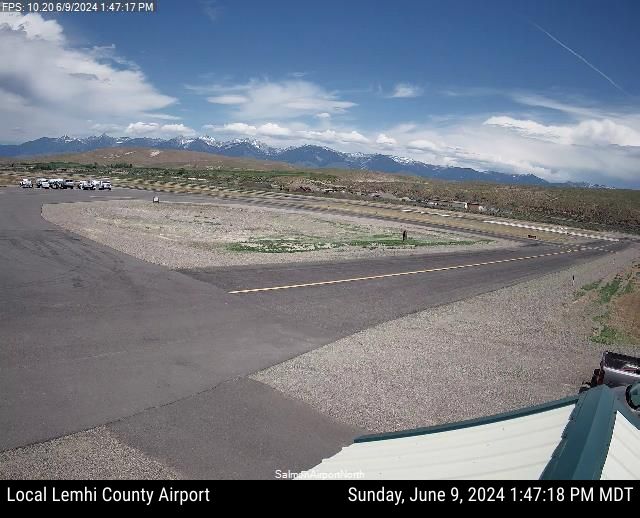 FPS: 10.20 6/9/2024 1:47:17 PM
SalmonAirportNorth
Local Lemhi County Airport
Sunday, June 9, 2024 1:47:18 PM MDT